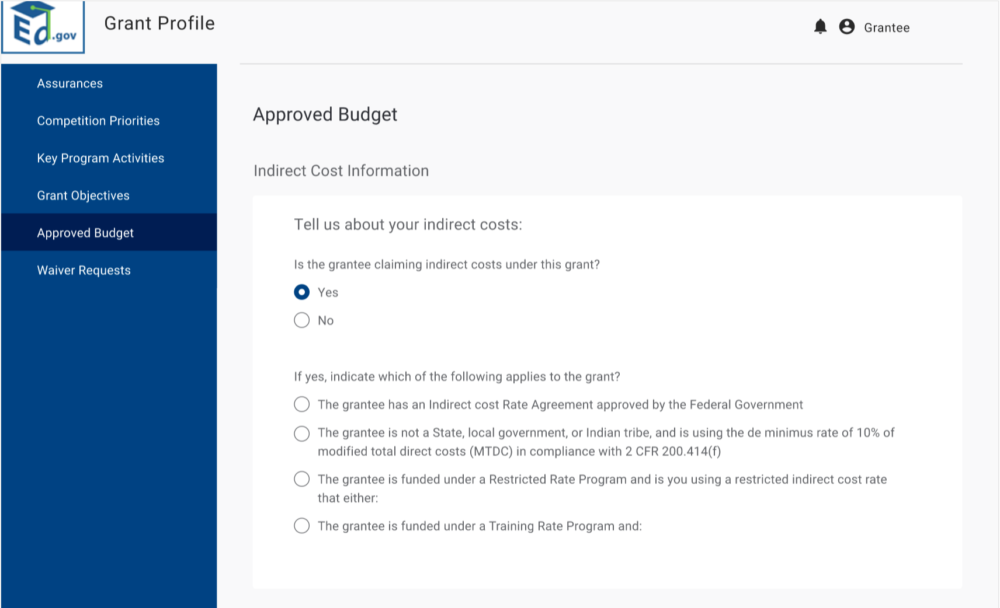 Ed.gov
Grant Profile
Grantee
Assurances
Competition Priorities
Key Program Activities
Grant Objectives
Approved Budget
Waiver Requests
Approved Budget
Indirect Cost Information
Tell us about your indirect costs:
Is the grantee claiming indirect costs under this grant?
Yes
No
If yes, indicate which of the following applies to the grant?
The grantee has an Indirect cost Rate Agreement approved by the Federal Government
The grantee is not a State, local government, or Indian tribe, and is using the de minimus rate of 10% of
modified total direct costs (MTDC) in compliance with 2 CFR 200.414(f)
The grantee is funded under a Restricted Rate Program and is you using a restricted indirect cost rate
that either:
The grantee is funded under a Training Rate Program and: